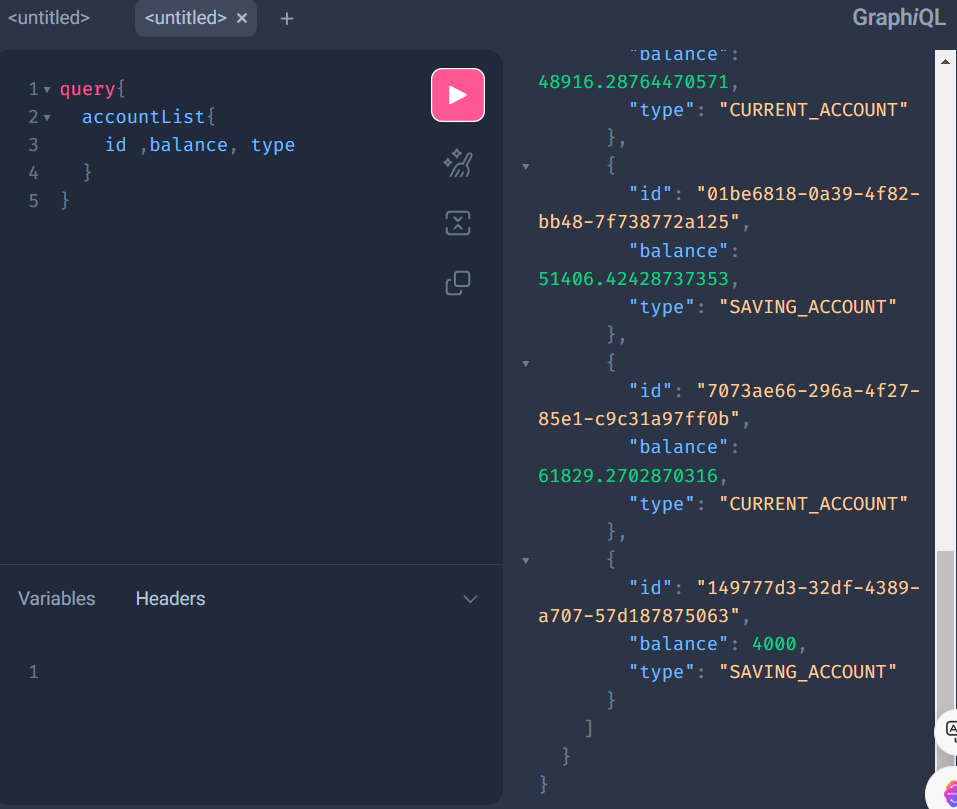 <untitled>
<untitled> ×
+
GraphiQL
1 query{
2 accountList{
3 id ,balance, type
4 }
5 }
Variables
Headers
1
"balance":
48916.28764470571,
"type": "CURRENT_ACCOUNT"
},
{
"id": "01be6818-0a39-4f82-
bb48-7f738772a125",
"balance":
51406.42428737353,
"type": "SAVING_ACCOUNT"
},
{
"id": "7073ae66-296a-4f27-
85e1-c9c31a97ff0b",
"balance":
61829.2702870316,
"type": "CURRENT_ACCOUNT"
},
{
"id": "149777d3-32df-4389-
a707-57d187875063",
"balance": 4000,
"type": "SAVING_ACCOUNT"
}
]
}
}